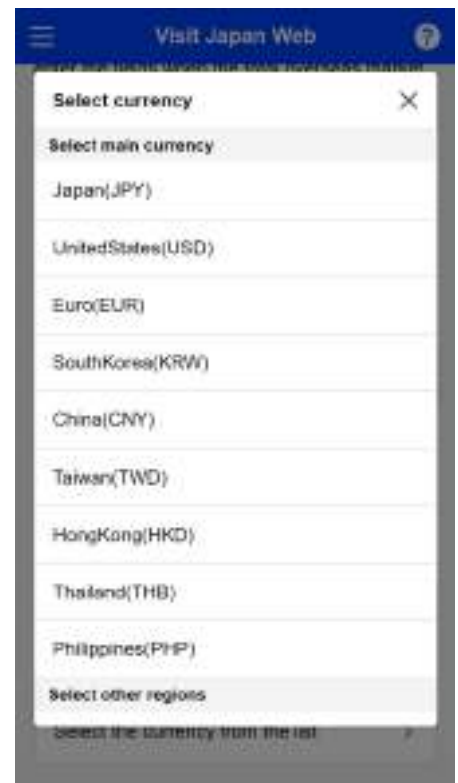 Visit Japan Web
Select currency
Select main currency
Japan(JPY)
UnitedStates(USD)
Euro(EUR)
SouthKorea(KRW)
China(CNY)
Taiwan(TWD)
HongKong(HKD)
Thailand(THB)
Philippines(PHP)
Select other regions
Select the currency from the list